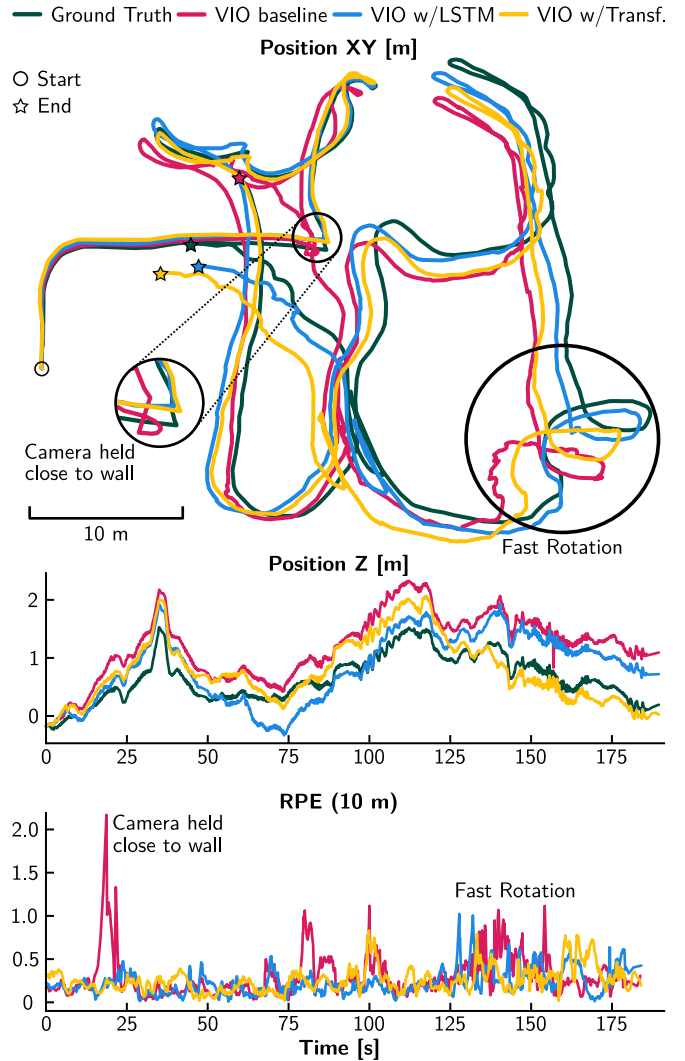 Ground Truth VIO baseline VIO w/LSTM VIO w/Transf.
Position XY [m]
Start
End
Camera held
close to wall
10 m
Fast Rotation
Position Z [m]
2
1
0
0 25 50 75 100 125 150 175
RPE (10 m)
2.0
1.5
1.0
0.5
0
Camera held
close to wall
Fast Rotation
0 25 50 75 100 125 150 175
Time [s]